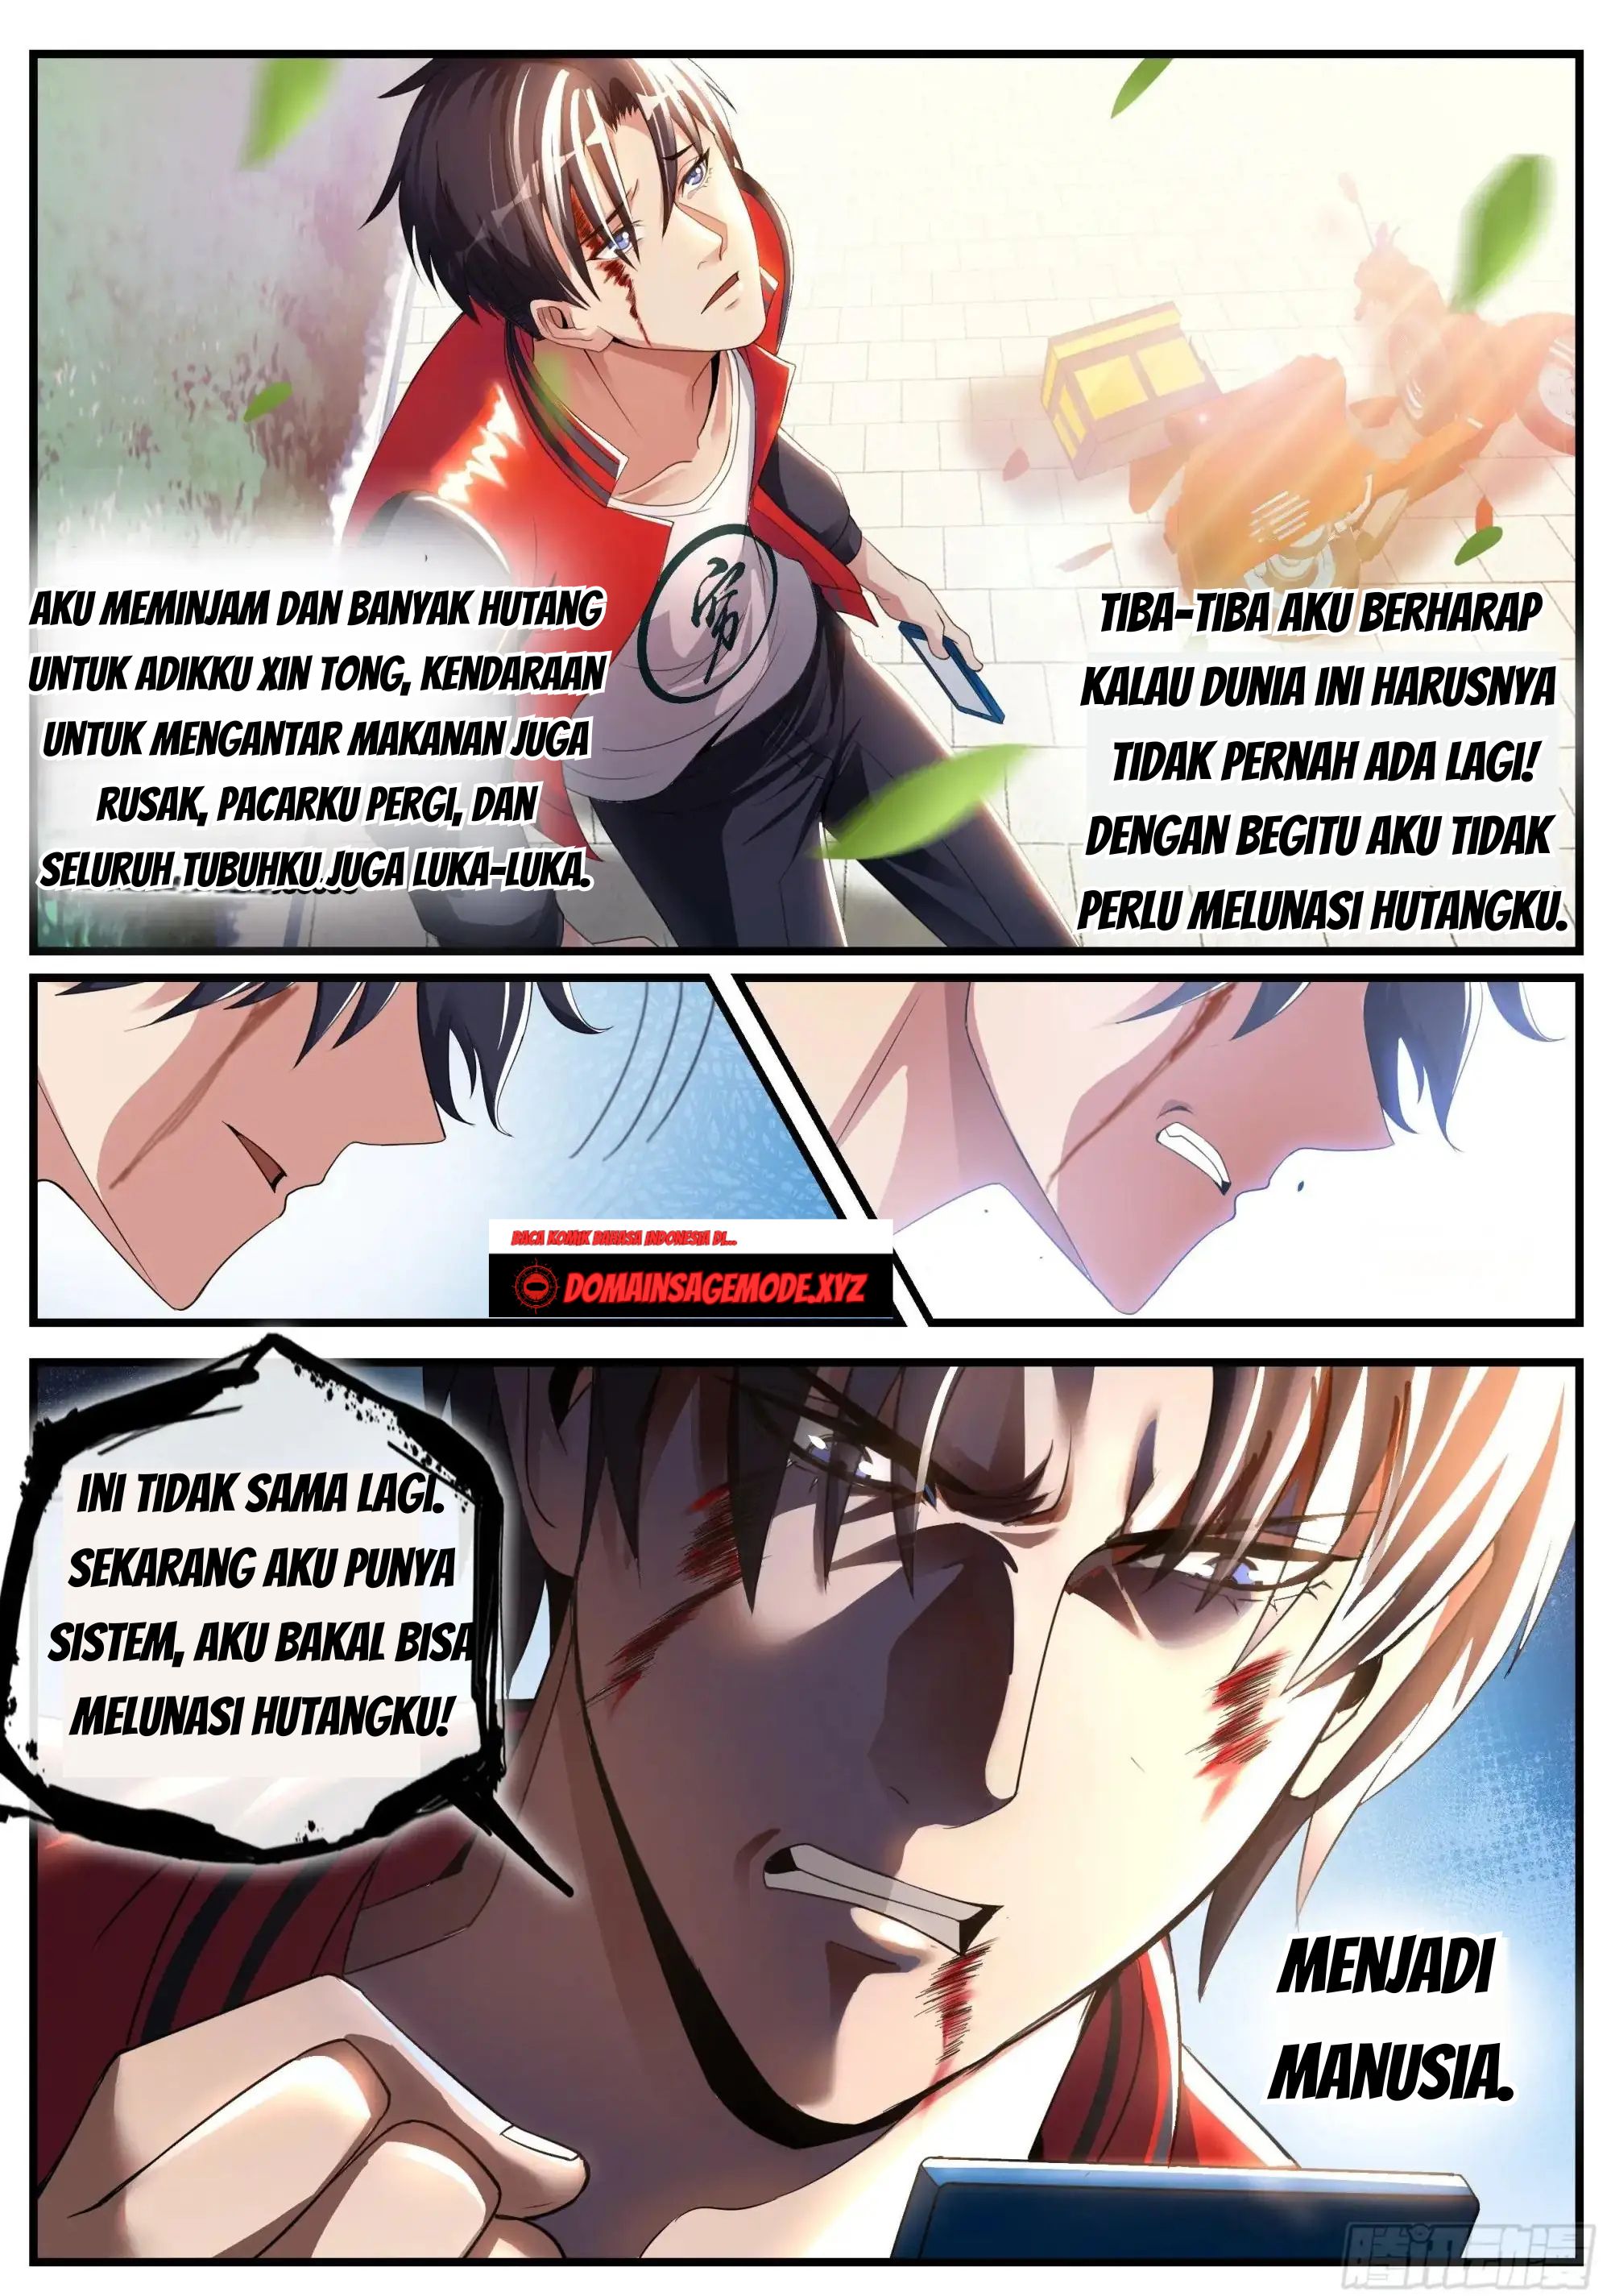 AKU MEMINJAM DAN BANYAK HUTANG
UNTUK ADIKKU XIN TONG, KENDARAAN
UNTUK MENGANTAR MAKANAN JUGA
RUSAK, PACARKU PERGI, DAN
SELURUH TUBUHKU JUGA LUKA-LUKA.
TIBA-TIBA AKU BERHARAP
KALAU DUNIA INI HARUSNYA
TIDAK PERNAH ADA LAGI!
DENGAN BEGITU AKU TIDAK
PERLU MELUNASI HUTANGKU.
BACA KOMIK BAHASA INDONESIA DI...
DOMAINSAGEMODE.XYZ
INI TIDAK SAMA LAGI.
SEKARANG AKU PUNYA
SISTEM, AKU BAKAL BISA
MELUNASI HUTANGKU!
MENJADI
MANUSIA.
腾讯动漫